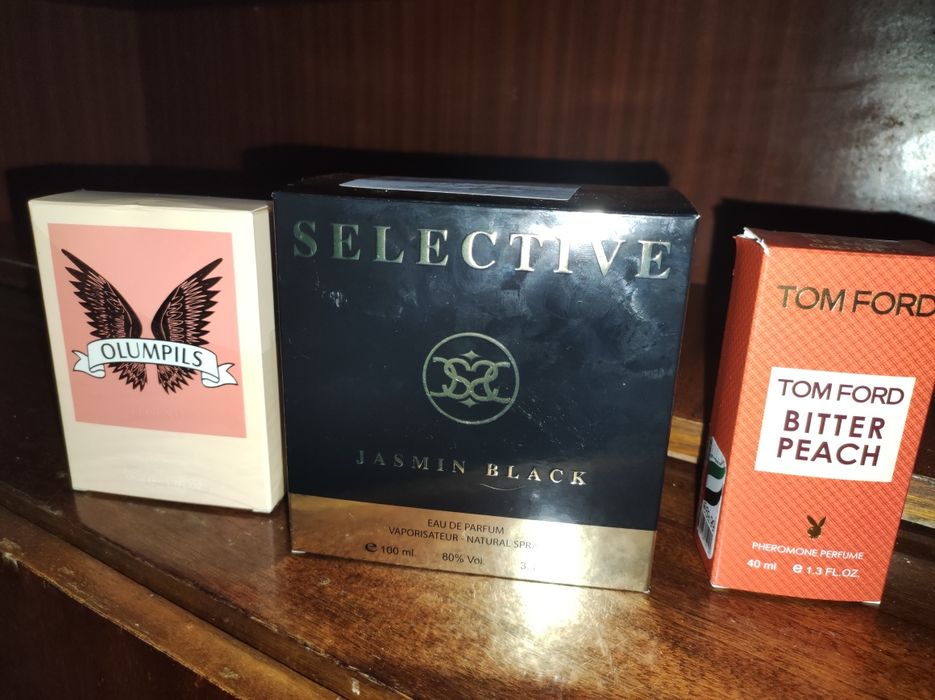 OLUMPILS
SELECTIVE
JASMIN BLACK
EAU DE PARFUM
VAPORISATEUR - NATURAL
e 100 ml.
80% Vol.
TOM FORD
TOM FORD
BITTER
PEACH
PHEROMONE PERFUME
40 ml e 1.3 FL.OZ.